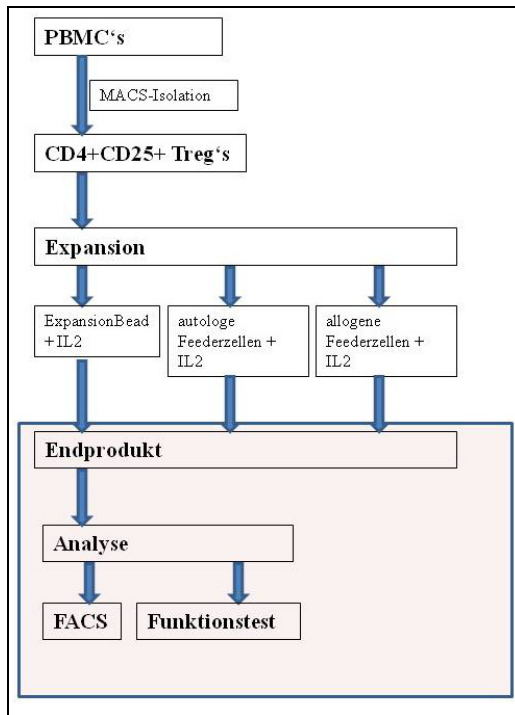 PBMC‘s
MACS-Isolation
CD4+CD25+ Treg‘s
Expansion
ExpansionBead
+ IL2
autologe
Feederzellen +
IL2
allogene
Feederzellen +
IL2
Endprodukt
Analyse
FACS
Funktionstest